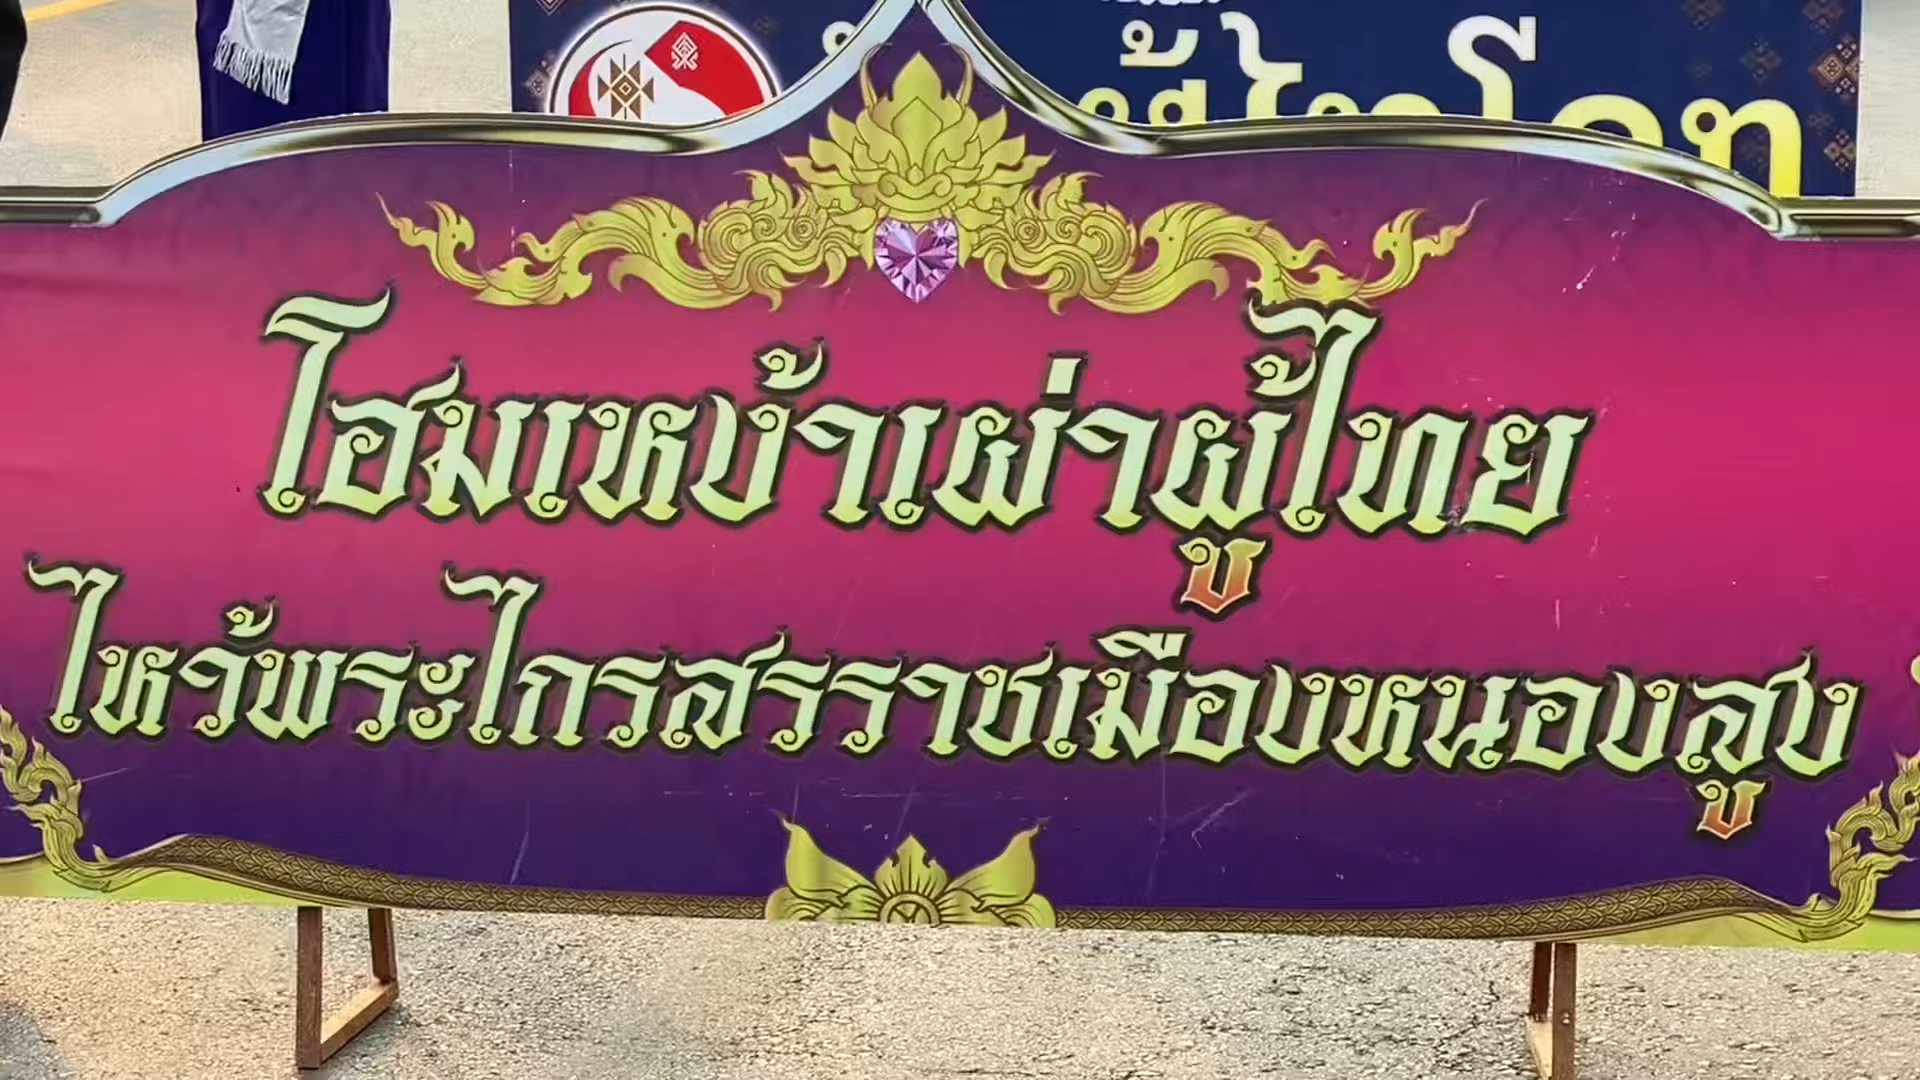 โฮมเหง้าเผ่าผู้ไทย
ไหว้พระไกรสรราชเมืองหนองสูง